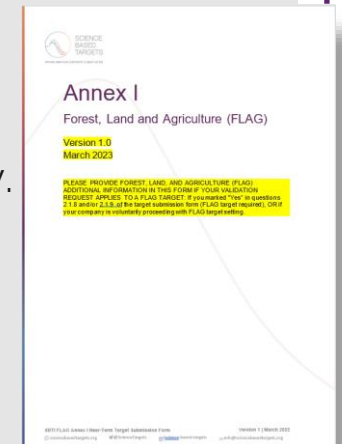 SCIENCE
BASED
TARGETS
Annex I
Forest, Land and Agriculture (FLAG)
Version 1.0
March 2023
y.
PLEASE PROVIDE FOREST, LAND, AND AGRICULTURE (FLAG)
ADDITIONAL INFORMATION IN THIS FORM IF YOUR VALIDATION
REQUEST APPLIES TO A FLAG TARGET: If you marked "Yes" in questions
2.1.8 and/or 2.1.9. of the target submission form (FLAG target required), OR if
your company is voluntarily proceeding with FLAG target setting.
SBTi FLAG Annex I Near-Term Target Submission Form
Version 1 | March 2023